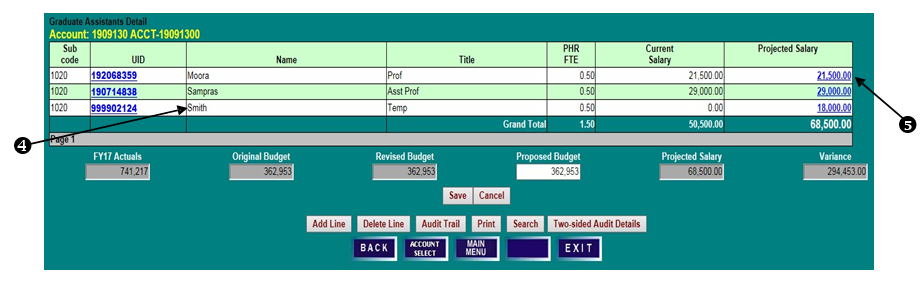 Graduate Assistants Detail
Account: 1909130 ACCT-19091300
Sub code UID Name Title PHR FTE Current Salary Projected Salary
1020 192068359 Moora Prof 0.50 21,500.00 21,500.00
1020 190714838 Sampras Asst Prof 0.50 29,000.00 29,000.00
1020 999902124 Smith Temp 0.50 0.00 18,000.00
Grand Total 1.50 50,500.00 68,500.00
Page 1
4
5
FY17 Actuals Original Budget Revised Budget Proposed Budget Projected Salary Variance
741,217 362,953 362,953 362,953 68,500.00 294,453.00
Save Cancel
Add Line Delete Line Audit Trail Print Search Two-sided Audit Details
BACK ACCOUNT SELECT MAIN MENU EXIT